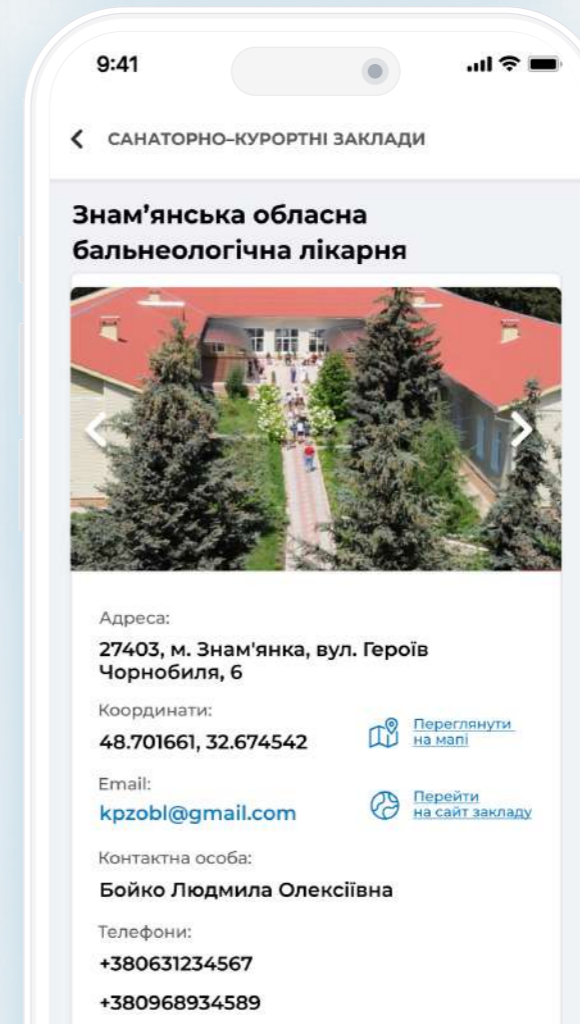 9:41
САНАТОРНО-КУРОРТНІ ЗАКЛАДИ
Знам’янська обласна
бальнеологічна лікарня
Адреса:
27403, м. Знам'янка, вул. Героїв
Чорнобиля, 6
Координати:
48.701661, 32.674542
Переглянути
на мапі
Email:
kpzobl@gmail.com
Перейти
на сайт закладу
Контактна особа:
Бойко Людмила Олексіївна
Телефони:
+380631234567
+380968934589